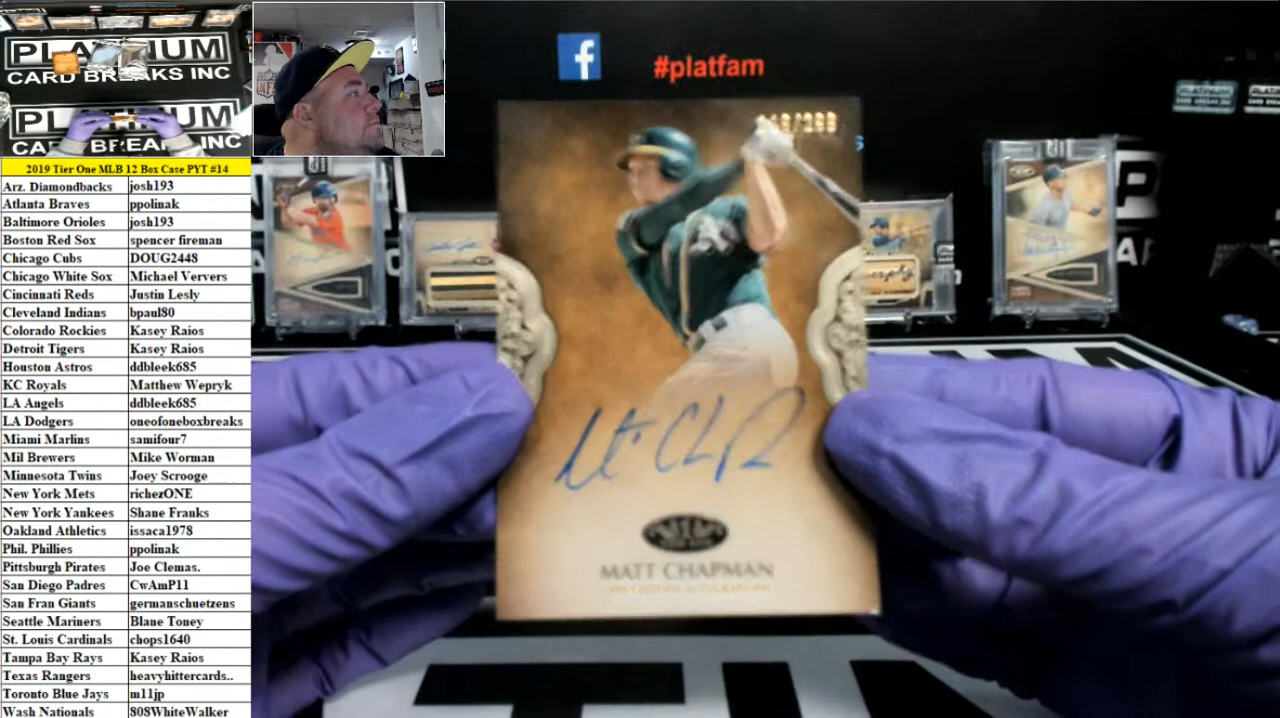 PLATINUM
CARD BREAKS INC
PLATINUM
CARD BREAKS INC
#platfam
2019 Tier One MLB 12 Box Case PYT #14
Arz. Diamondbacks josh193
Atlanta Braves ppolinak
Baltimore Orioles josh193
Boston Red Sox spencer fireman
Chicago Cubs DOUG2448
Chicago White Sox Michael Ververs
Cincinnati Reds Justin Lesly
Cleveland Indians bpaul80
Colorado Rockies Kasey Raios
Detroit Tigers Kasey Raios
Houston Astros ddbleek685
KC Royals Matthew Wepryk
LA Angels ddbleek685
LA Dodgers oneofoneboxbreaks
Miami Marlins samifour7
Mil Brewers Mike Worman
Minnesota Twins Joey Scrooge
New York Mets richezONE
New York Yankees Shane Franks
Oakland Athletics issaca1978
Phil. Phillies ppolinak
Pittsburgh Pirates Joe Clemas.
San Diego Padres CwAmP11
San Fran Giants germanschuetzens
Seattle Mariners Blane Toney
St. Louis Cardinals chops1640
Tampa Bay Rays Kasey Raios
Texas Rangers heavyhittercards..
Toronto Blue Jays m11jp
Wash Nationals 808WhiteWalker
MATT CHAPMAN